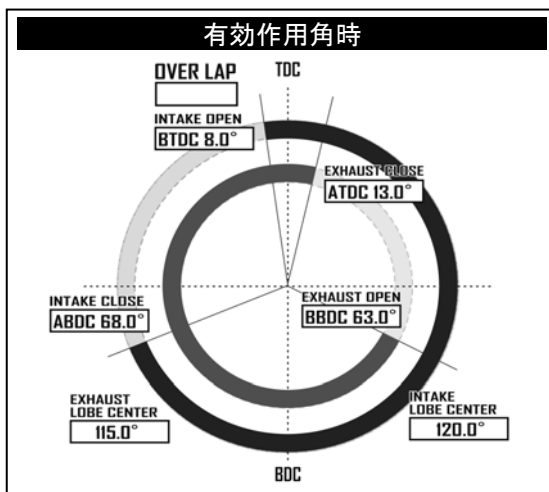 有効作用角時
OVER LAP
TDC
INTAKE OPEN
BTDC 8.0°
EXHAUST CLOSE
ATDC 13.0°
INTAKE CLOSE
ABDC 68.0°
EXHAUST OPEN
BBDC 63.0°
EXHAUST
LOBE CENTER
115.0°
INTAKE
LOBE CENTER
120.0°
BDC